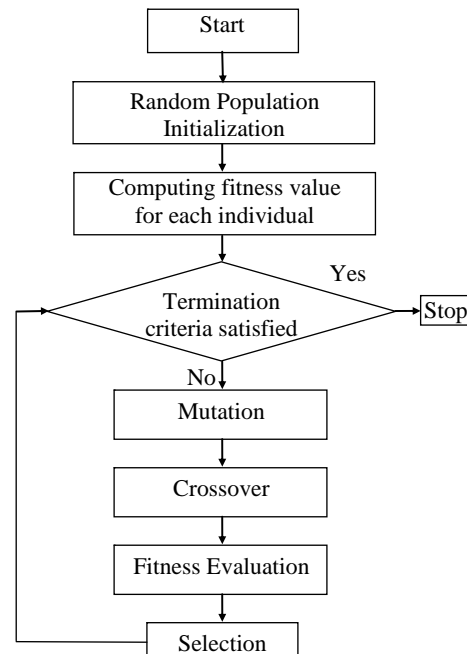 Start
Random Population
Initialization
Computing fitness value
for each individual
Yes
Termination
criteria satisfied
Stop
No
Mutation
Crossover
Fitness Evaluation
Selection